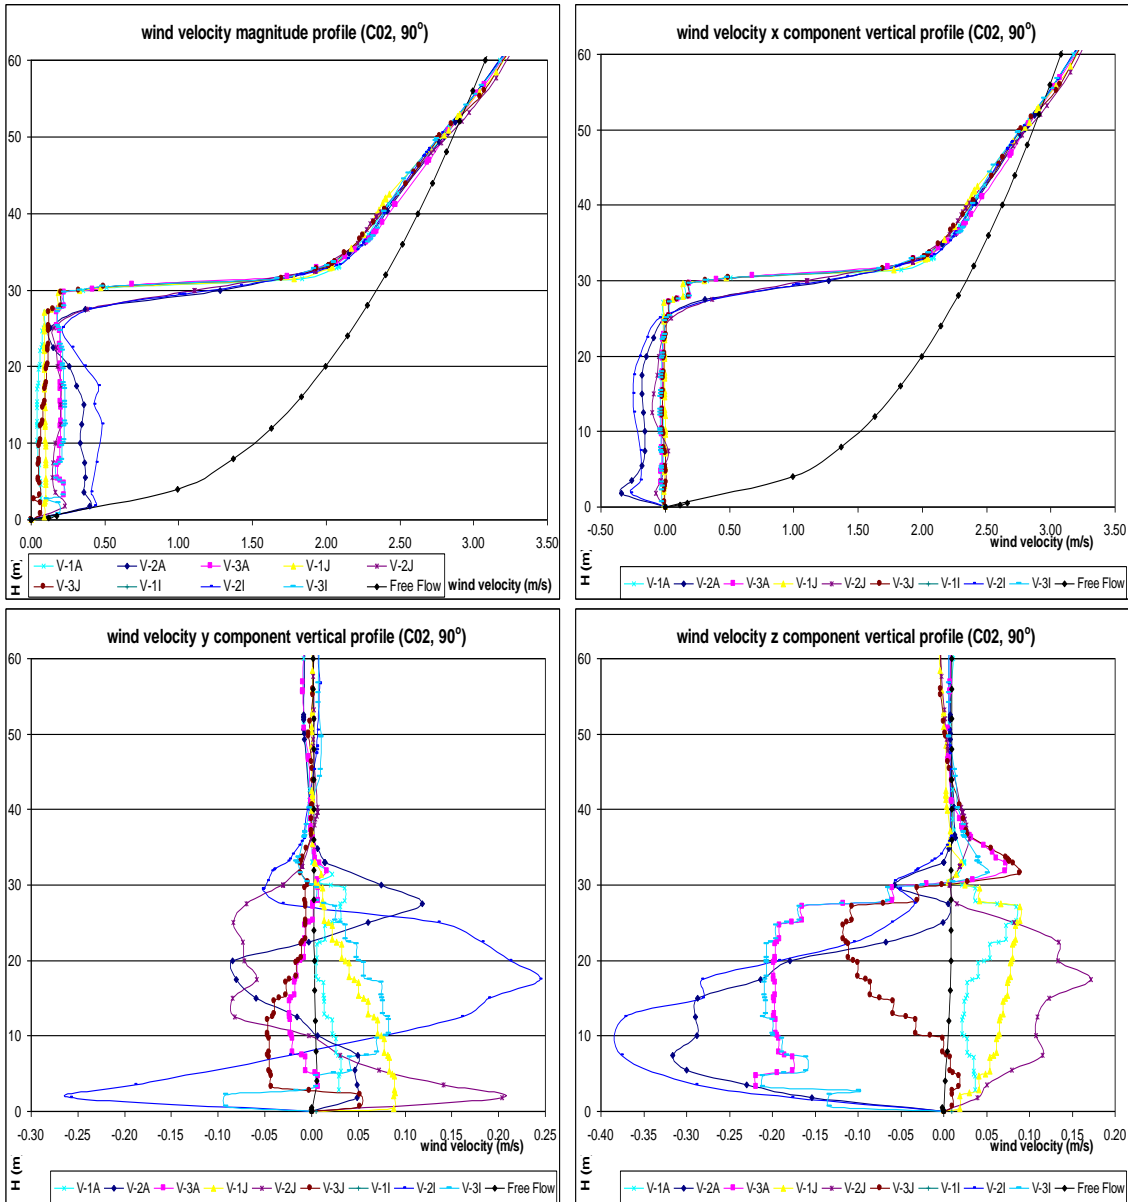 wind velocity magnitude profile (C02, 90°)
60
50
40
30
20
10
0
0.00 0.50 1.00 1.50 2.00 2.50 3.00 3.50
H (m)
wind velocity (m/s)
V-1A V-2A V-3A V-1J V-2J
V-3J V-1I V-2I V-3I Free Flow
wind velocity x component vertical profile (C02, 90°)
60
50
40
30
20
10
0
-0.50 0.00 0.50 1.00 1.50 2.00 2.50 3.00 3.50
wind velocity (m/s)
H (m)
V-1A V-2A V-3A V-1J V-2J V-3J V-1I V-2I V-3I Free Flow
wind velocity y component vertical profile (C02, 90°)
60
50
40
30
20
10
0
-0.30 -0.25 -0.20 -0.15 -0.10 -0.05 0.00 0.05 0.10 0.15 0.20 0.25
wind velocity (m/s)
H (m)
V-1A V-2A V-3A V-1J V-2J V-3J V-1I V-2I V-3I Free Flow
wind velocity z component vertical profile (C02, 90°)
60
50
40
30
20
10
0
-0.40 -0.35 -0.30 -0.25 -0.20 -0.15 -0.10 -0.05 0.00 0.05 0.10 0.15 0.20
wind velocity (m/s)
H (m)
V-1A V-2A V-3A V-1J V-2J V-3J V-1I V-2I V-3I Free Flow